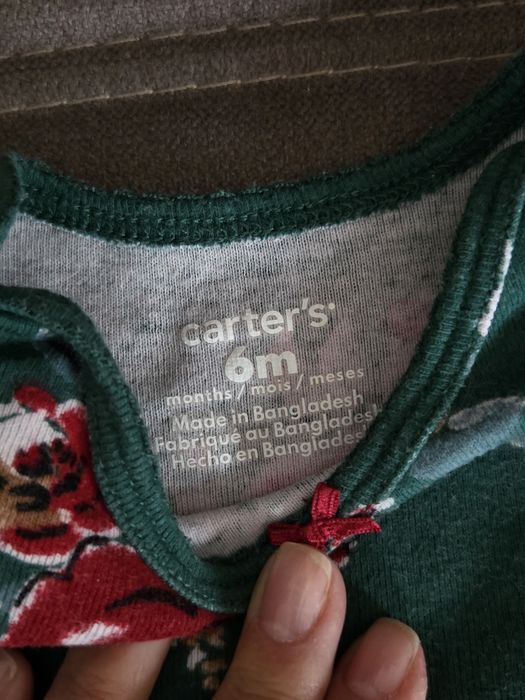 carter's
6m
months / mois / meses
Made in Bangladesh
Fabriqué au Bangladesh
Hecho en Bangladesh